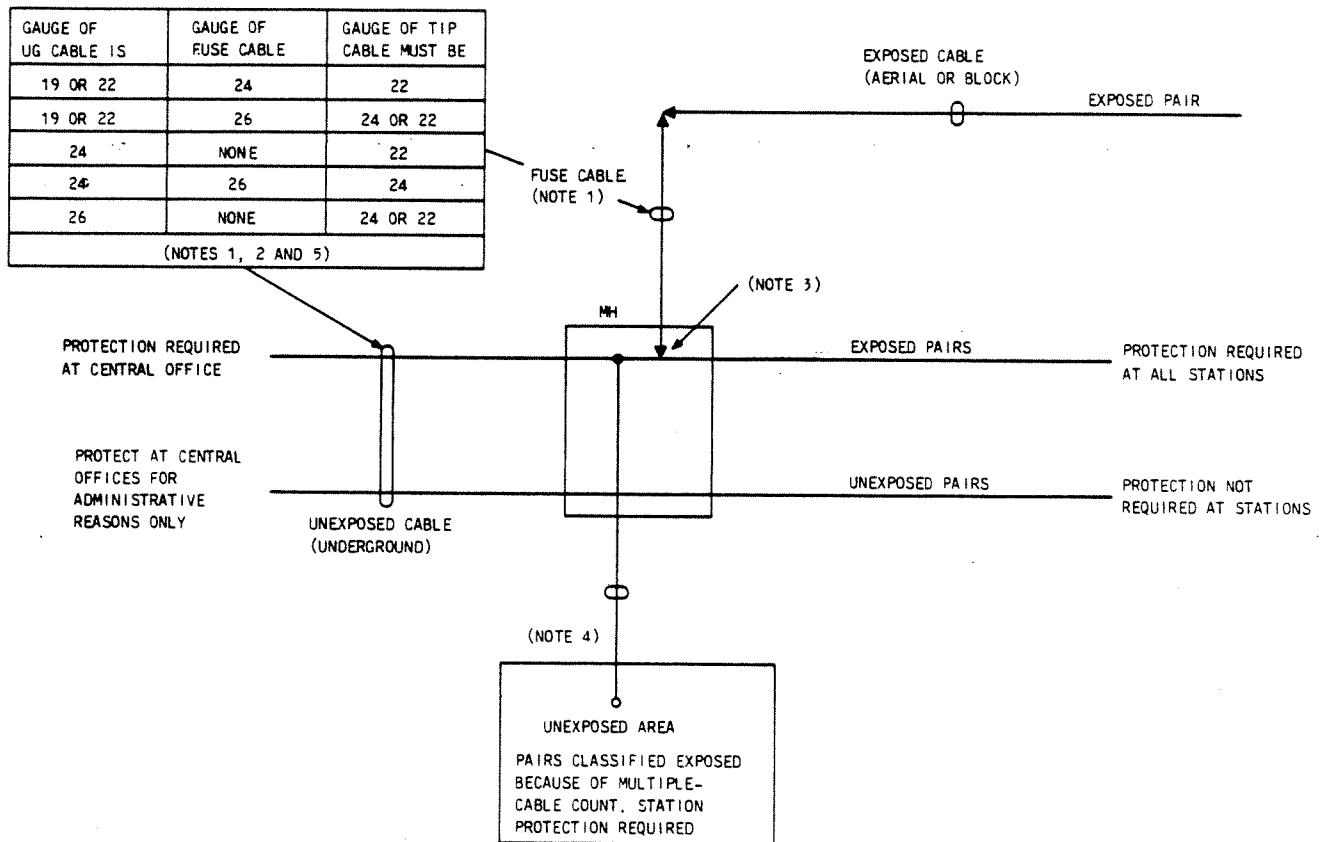 GAUGE OF UG CABLE IS | GAUGE OF FUSE CABLE | GAUGE OF TIP CABLE MUST BE
19 OR 22 | 24 | 22
19 OR 22 | 26 | 24 OR 22
24 | NONE | 22
24 | 26 | 24
26 | NONE | 24 OR 22
(NOTES 1, 2 AND 5)
EXPOSED CABLE
(AERIAL OR BLOCK)
EXPOSED PAIR
FUSE CABLE
(NOTE 1)
(NOTE 3)
MH
PROTECTION REQUIRED
AT CENTRAL OFFICE
EXPOSED PAIRS
PROTECTION REQUIRED
AT ALL STATIONS
PROTECT AT CENTRAL
OFFICES FOR
ADMINISTRATIVE
REASONS ONLY
UNEXPOSED CABLE
(UNDERGROUND)
UNEXPOSED PAIRS
PROTECTION NOT
REQUIRED AT STATIONS
(NOTE 4)
UNEXPOSED AREA
PAIRS CLASSIFIED EXPOSED
BECAUSE OF MULTIPLE-
CABLE COUNT. STATION
PROTECTION REQUIRED